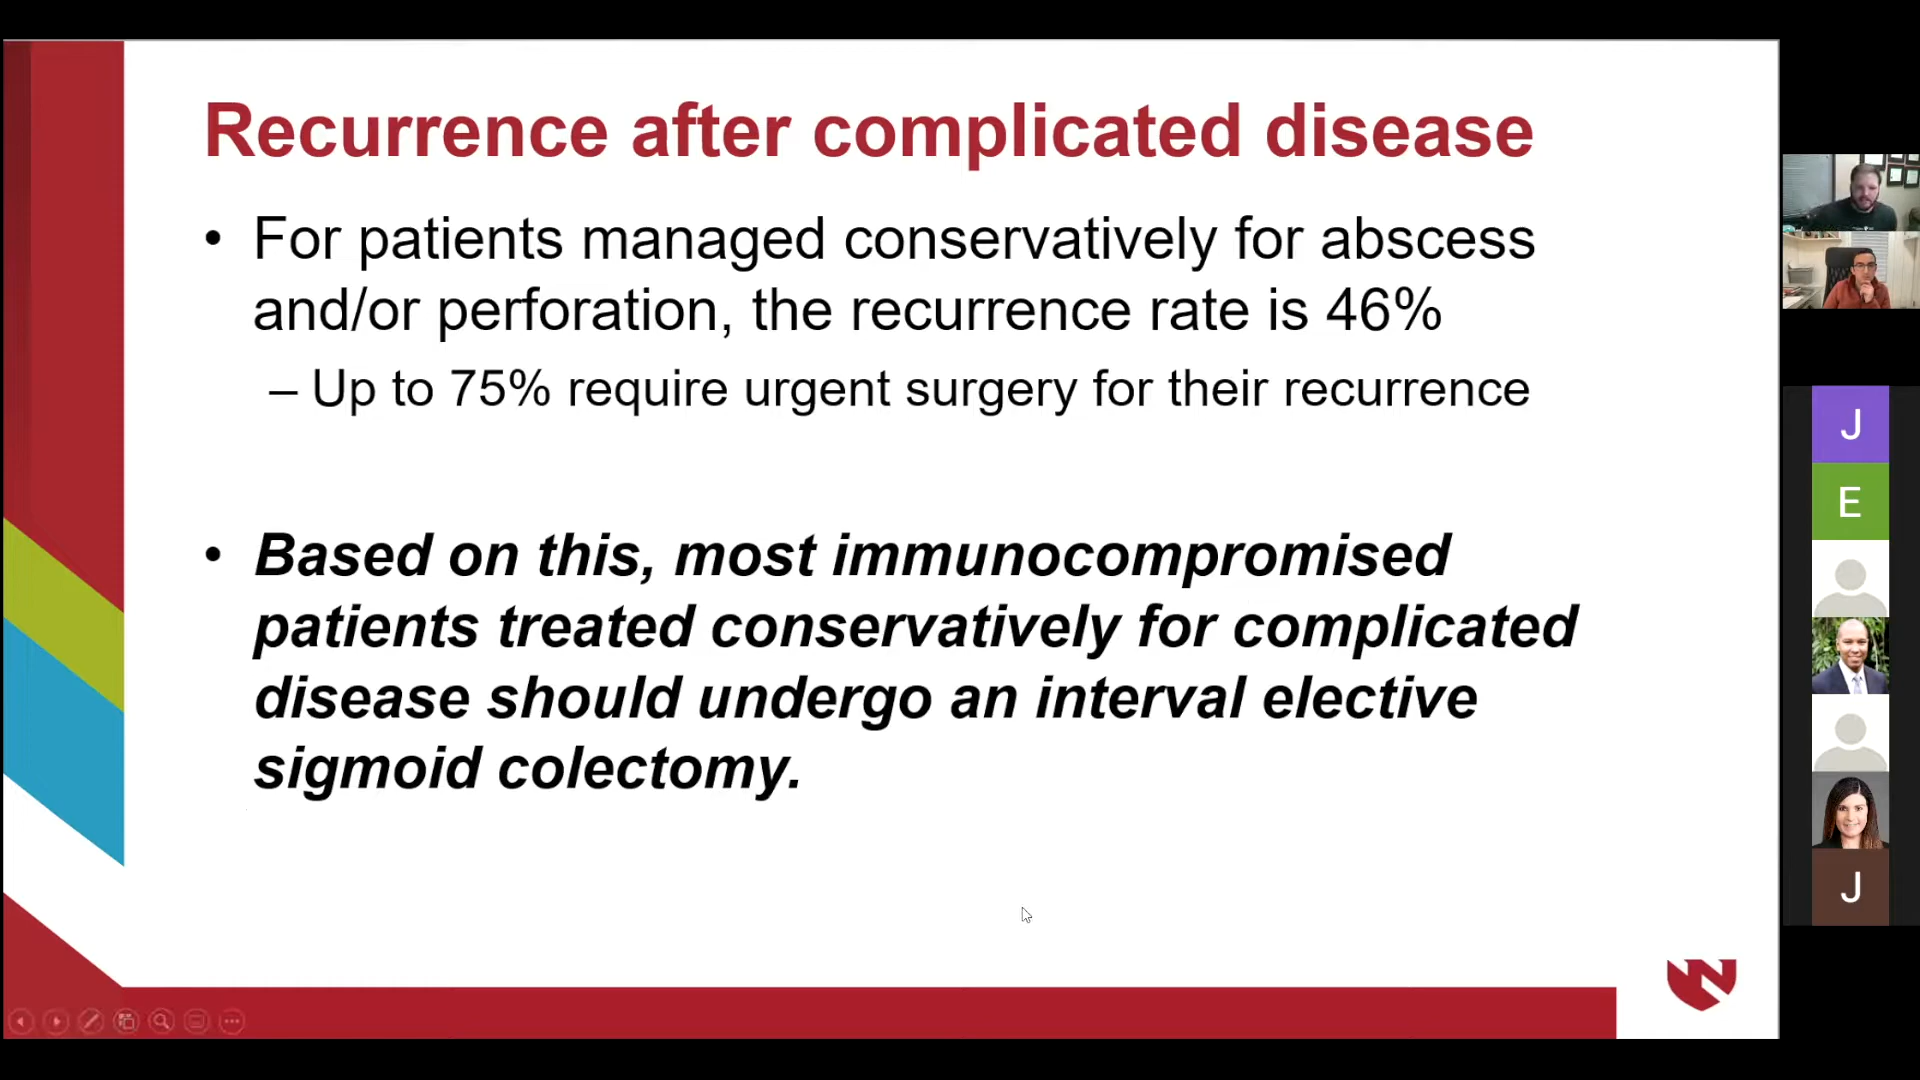 Recurrence after complicated disease
• For patients managed conservatively for abscess
and/or perforation, the recurrence rate is 46%
– Up to 75% require urgent surgery for their recurrence
• Based on this, most immunocompromised
patients treated conservatively for complicated
disease should undergo an interval elective
sigmoid colectomy.
J
E
J
N